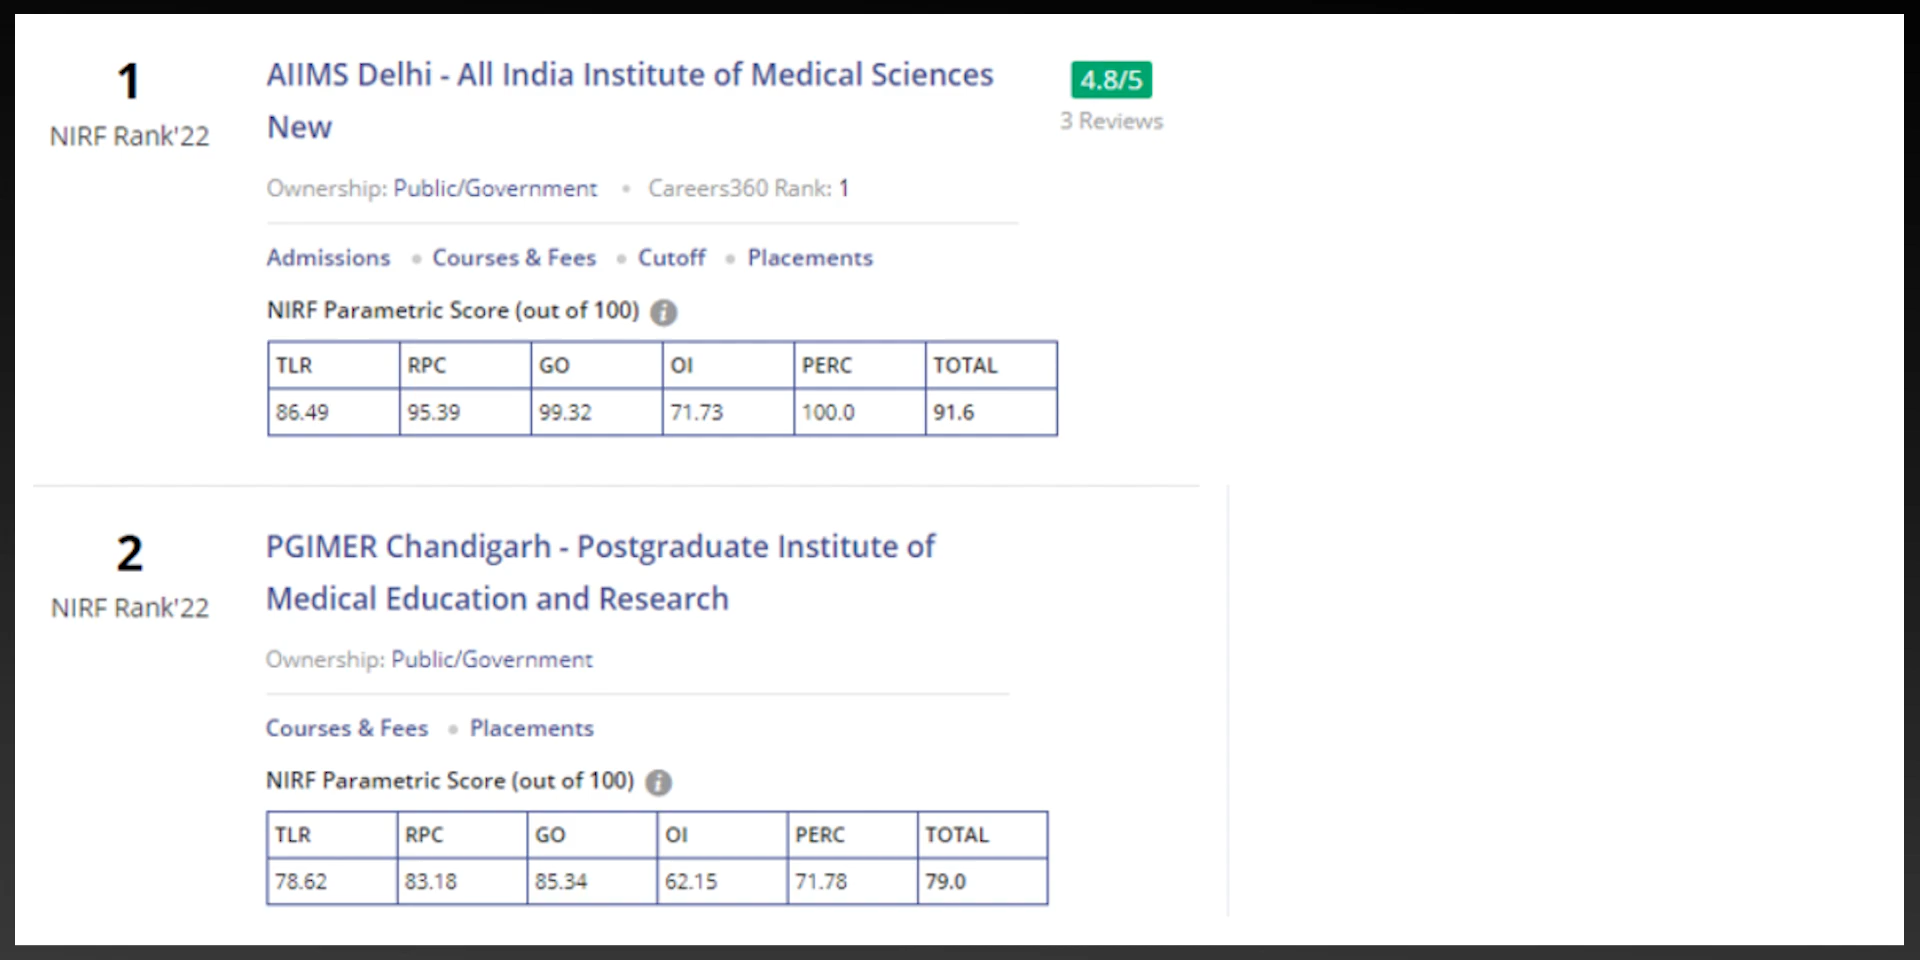 1
NIRF Rank'22
AIIMS Delhi - All India Institute of Medical Sciences
New
4.8/5
3 Reviews
Ownership: Public/Government • Careers360 Rank: 1
Admissions • Courses & Fees • Cutoff • Placements
NIRF Parametric Score (out of 100) i
TLR RPC GO OI PERC TOTAL
86.49 95.39 99.32 71.73 100.0 91.6
2
NIRF Rank'22
PGIMER Chandigarh - Postgraduate Institute of
Medical Education and Research
Ownership: Public/Government
Courses & Fees • Placements
NIRF Parametric Score (out of 100) i
TLR RPC GO OI PERC TOTAL
78.62 83.18 85.34 62.15 71.78 79.0